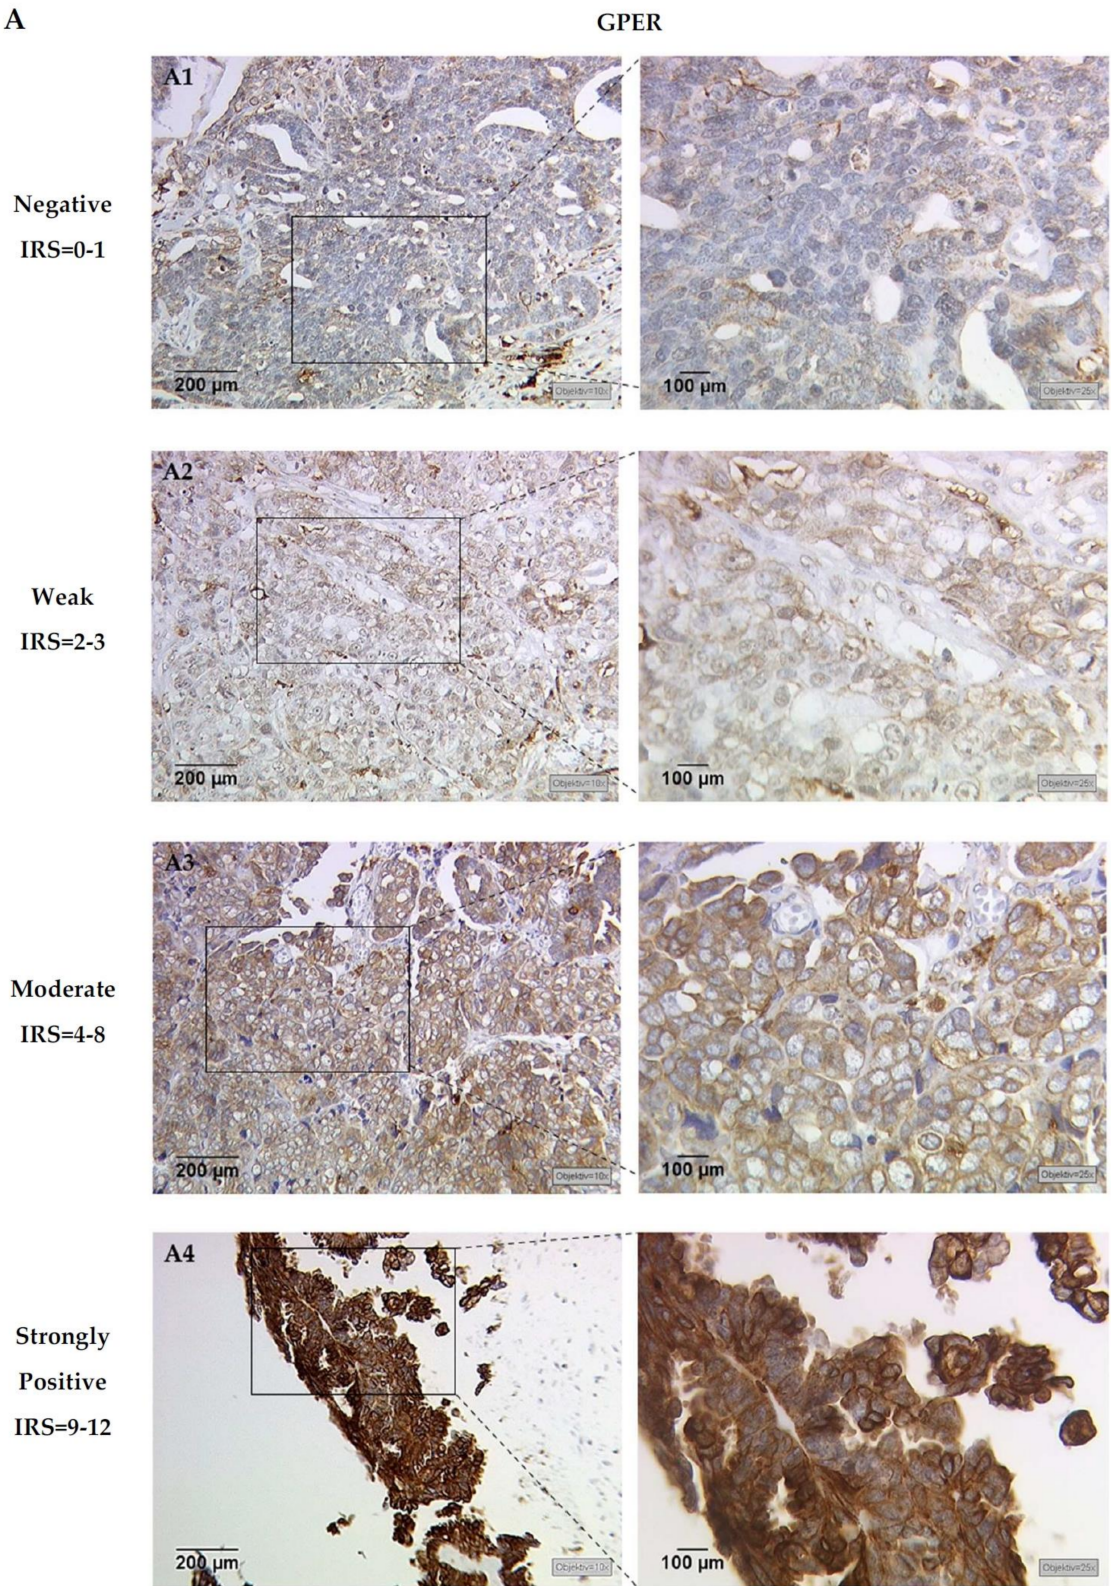 A
GPER
A1
Negative
IRS=0-1
200 µm
Objektiv=10x
100 µm
Objektiv=25x
A2
Weak
IRS=2-3
200 µm
Objektiv=10x
100 µm
Objektiv=25x
A3
Moderate
IRS=4-8
200 µm
Objektiv=10x
100 µm
Objektiv=25x
A4
Strongly
Positive
IRS=9-12
200 µm
Objektiv=10x
100 µm
Objektiv=25x